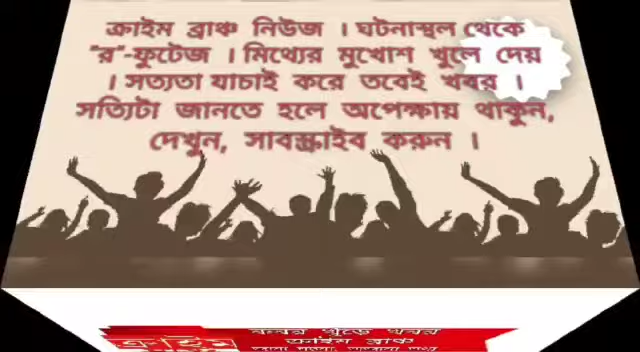 ক্রাইম ব্রাঞ্চ নিউজ । ঘটনাস্থল থেকে
"র"-ফুটেজ । মিথ্যের মুখোশ খুলে দেয়
। সত্যতা যাচাই করে তবেই খবর ।
সত্যিটা জানতে হলে অপেক্ষায় থাকুন,
দেখুন, সাবস্ক্রাইব করুন ।
খবর খুঁড়ে খবর
ক্রাইম ব্রাঞ্চ
ক্রাইম